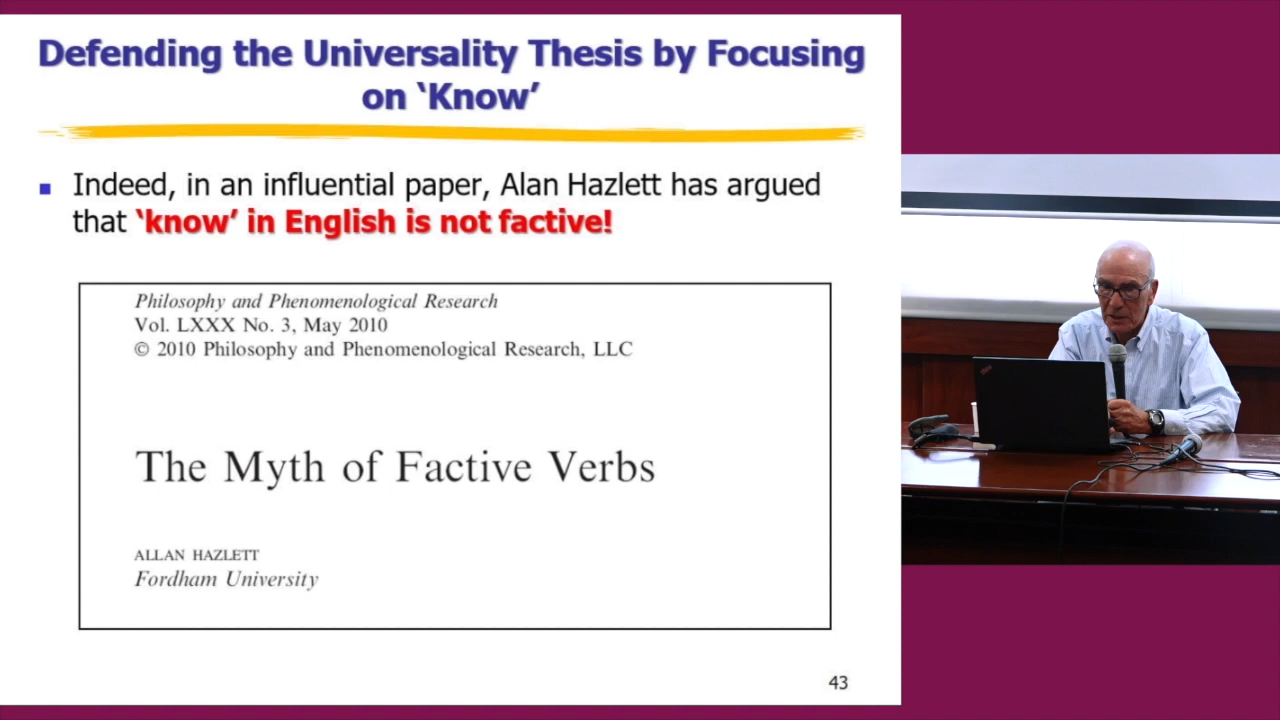 Defending the Universality Thesis by Focusing
on ‘Know’
Indeed, in an influential paper, Alan Hazlett has argued
that ‘know’ in English is not factive!
Philosophy and Phenomenological Research
Vol. LXXX No. 3, May 2010
© 2010 Philosophy and Phenomenological Research, LLC
The Myth of Factive Verbs
ALLAN HAZLETT
Fordham University
43